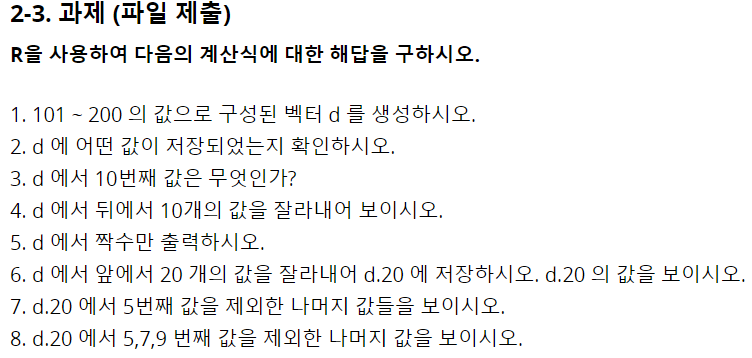 2-3. 과제 (파일 제출)
R을 사용하여 다음의 계산식에 대한 해답을 구하시오.
1. 101 ~ 200 의 값으로 구성된 벡터 d 를 생성하시오.
2. d 에 어떤 값이 저장되었는지 확인하시오.
3. d 에서 10번째 값은 무엇인가?
4. d 에서 뒤에서 10개의 값을 잘라내어 보이시오.
5. d 에서 짝수만 출력하시오.
6. d 에서 앞에서 20 개의 값을 잘라내어 d.20 에 저장하시오. d.20 의 값을 보이시오.
7. d.20 에서 5번째 값을 제외한 나머지 값들을 보이시오.
8. d.20 에서 5,7,9 번째 값을 제외한 나머지 값을 보이시오.